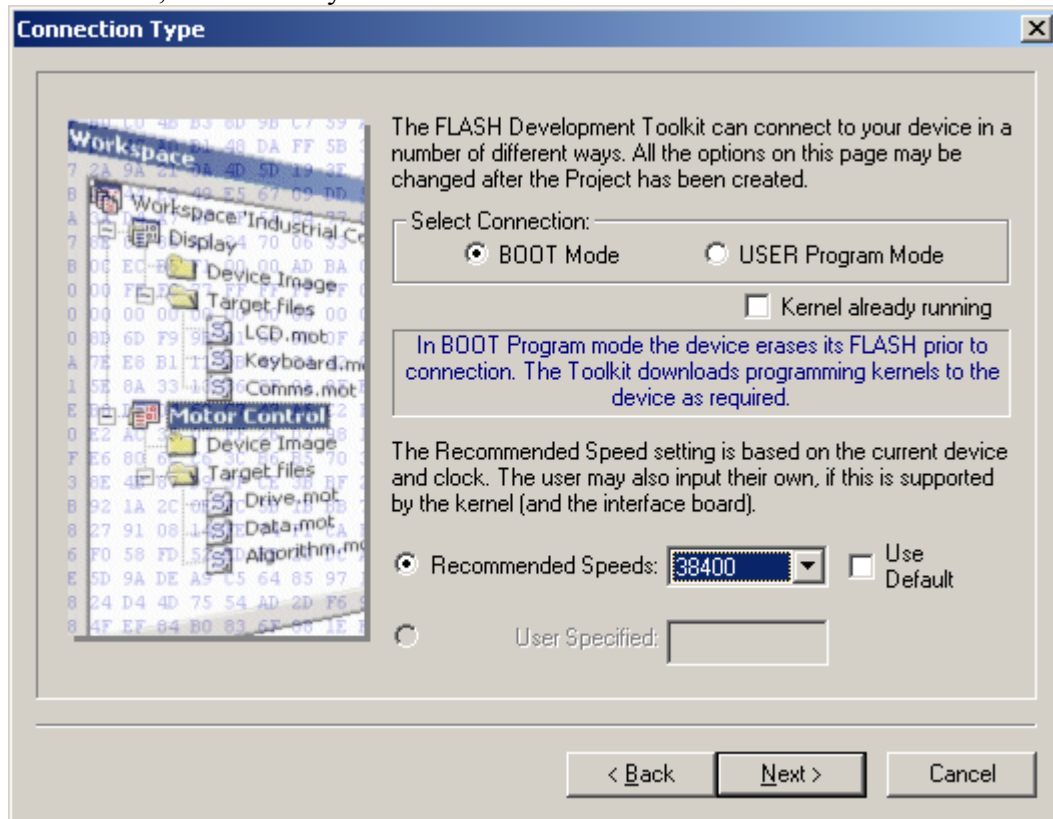 Connection Type
Workspace
Workspace 'Industrial Co
Display
Device Image
Target files
LCD.mot
Keyboard.m
Comms.mot
Motor Control
Device Image
Target files
Drive.mot
Data.mot
Algorithm.mo
The FLASH Development Toolkit can connect to your device in a
number of different ways. All the options on this page may be
changed after the Project has been created.
Select Connection:
BOOT Mode USER Program Mode
Kernel already running
In BOOT Program mode the device erases its FLASH prior to
connection. The Toolkit downloads programming kernels to the
device as required.
The Recommended Speed setting is based on the current device
and clock. The user may also input their own, if this is supported
by the kernel (and the interface board).
Recommended Speeds: 38400 Use
Default
User Specified:
< Back Next > Cancel